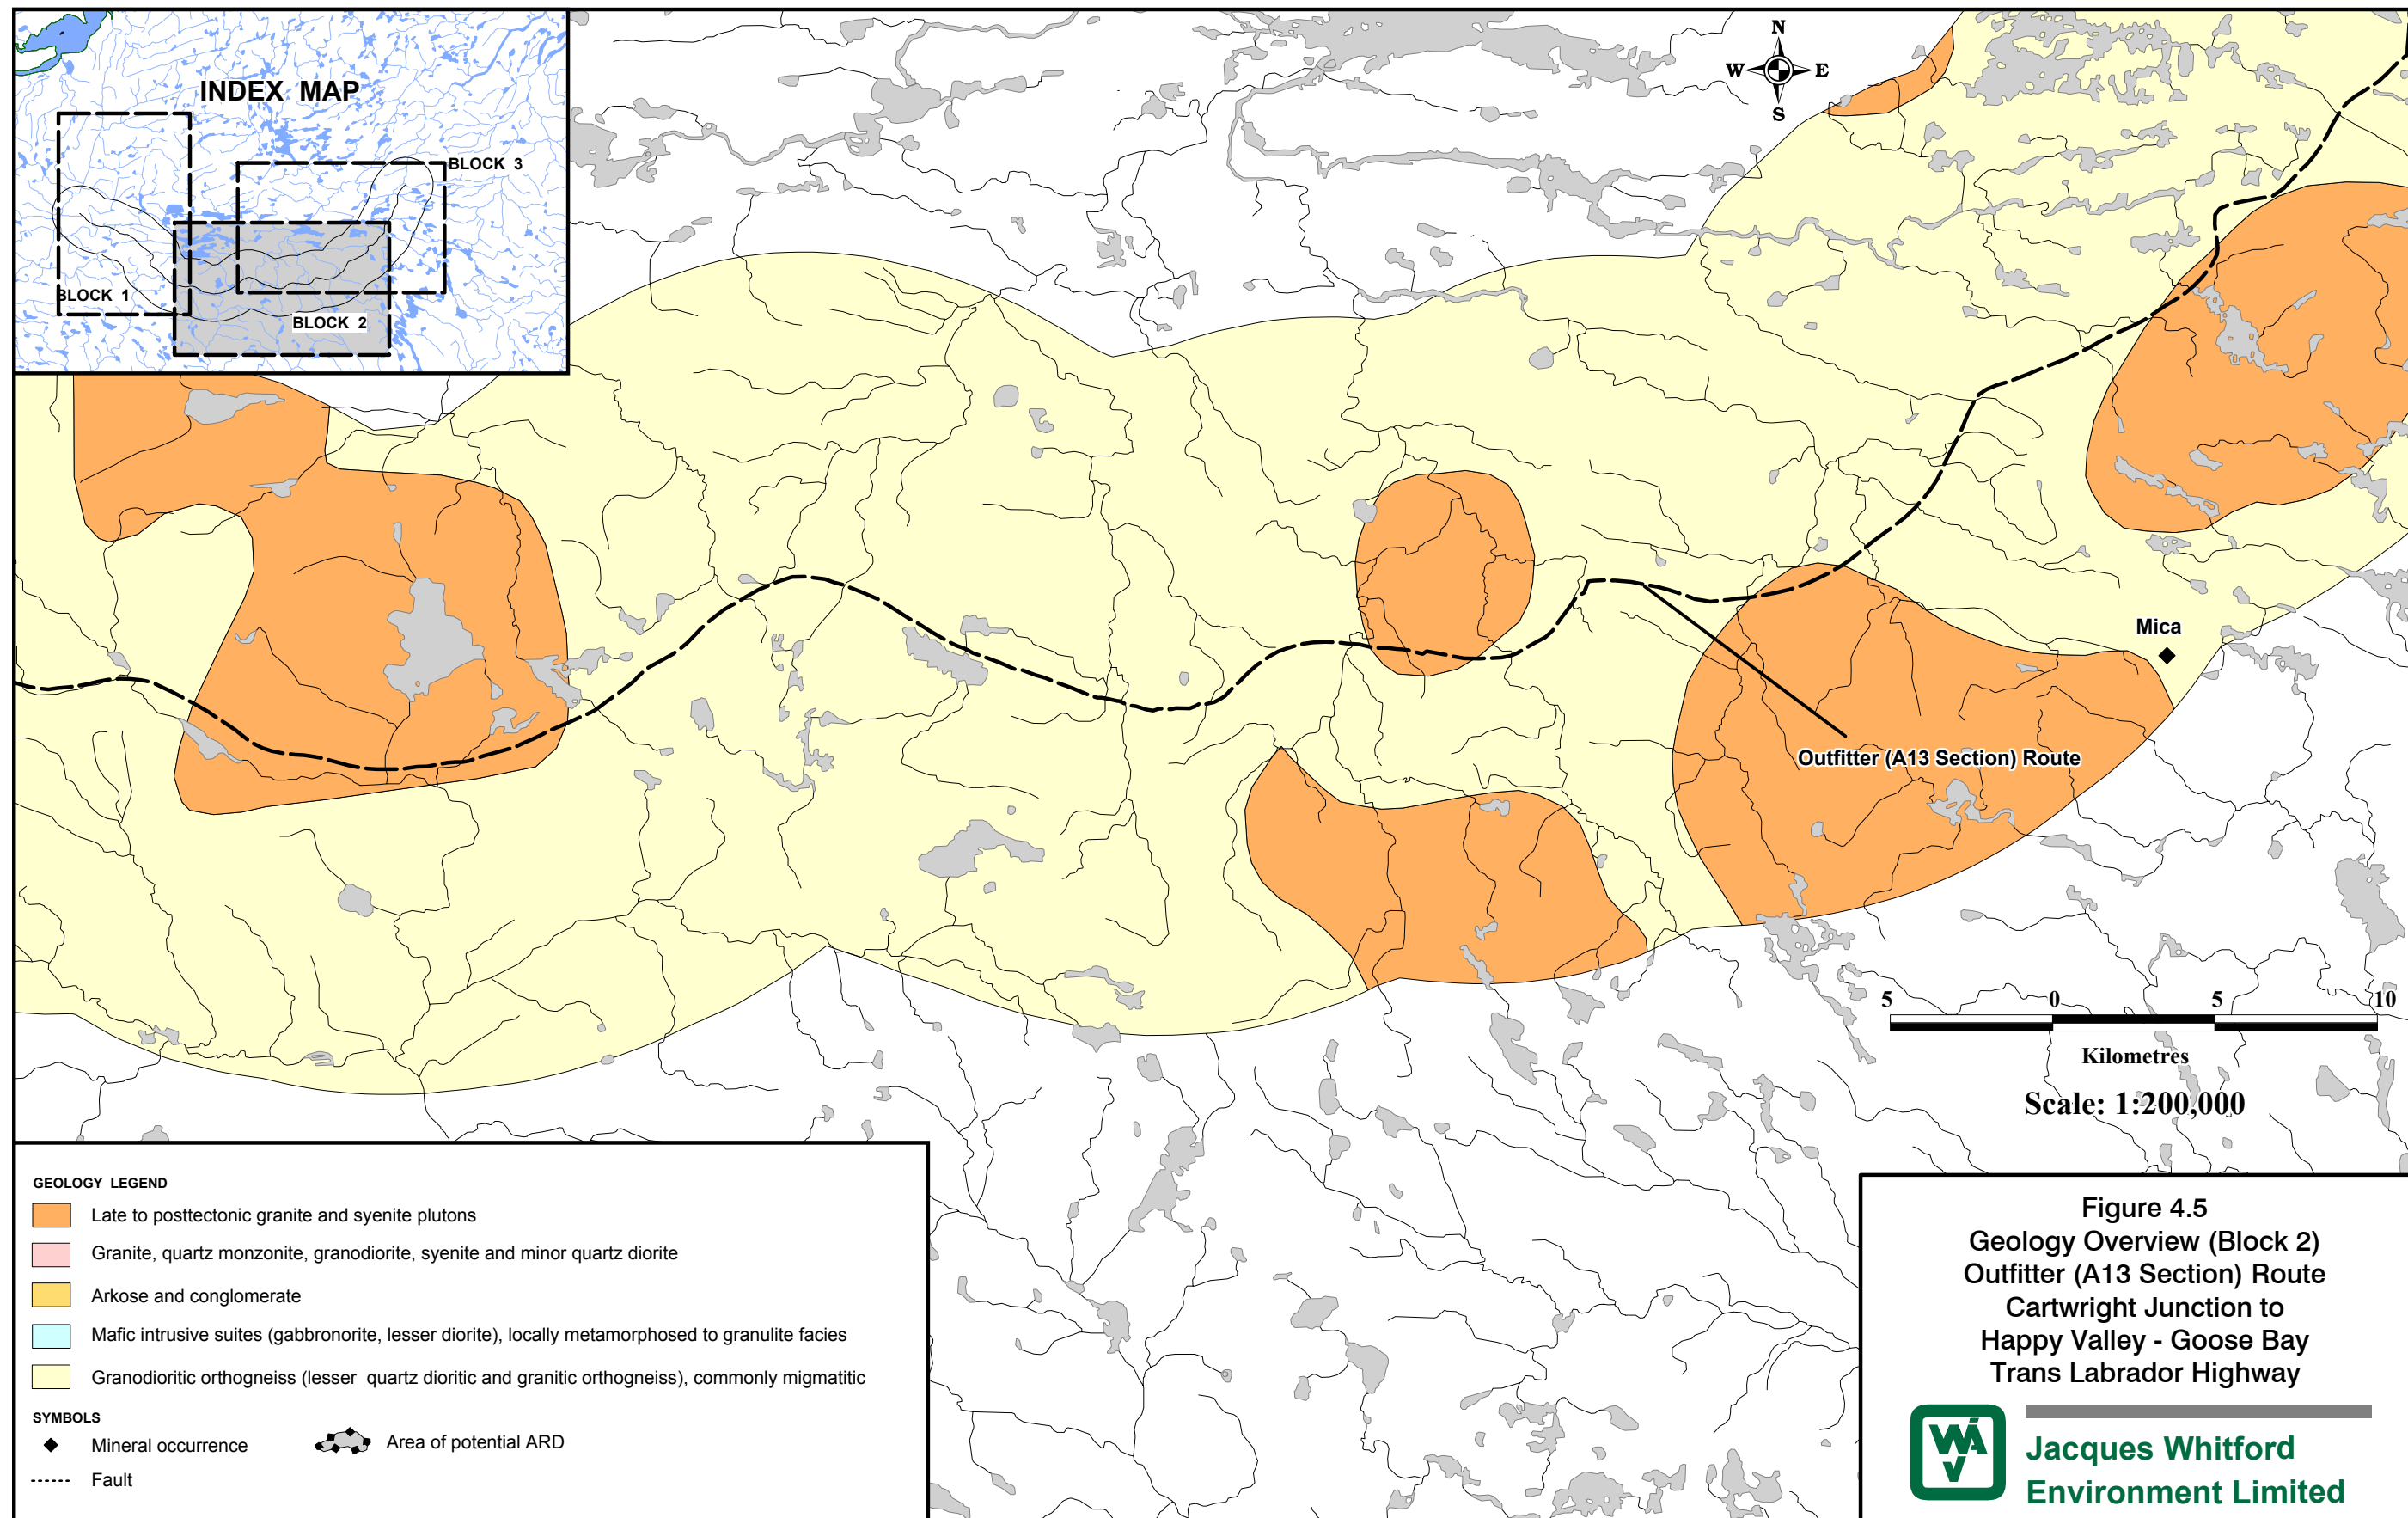 INDEX MAP
BLOCK 3
BLOCK 1
BLOCK 2
N
W E
S
Mica
Outfitter (A13 Section) Route
5 0 5 10
Kilometres
Scale: 1:200,000
GEOLOGY LEGEND
Late to posttectonic granite and syenite plutons
Granite, quartz monzonite, granodiorite, syenite and minor quartz diorite
Arkose and conglomerate
Mafic intrusive suites (gabbronorite, lesser diorite), locally metamorphosed to granulite facies
Granodioritic orthogneiss (lesser quartz dioritic and granitic orthogneiss), commonly migmatitic
SYMBOLS
Mineral occurrence
Area of potential ARD
Fault
Figure 4.5
Geology Overview (Block 2)
Outfitter (A13 Section) Route
Cartwright Junction to
Happy Valley - Goose Bay
Trans Labrador Highway
Jacques Whitford
Environment Limited